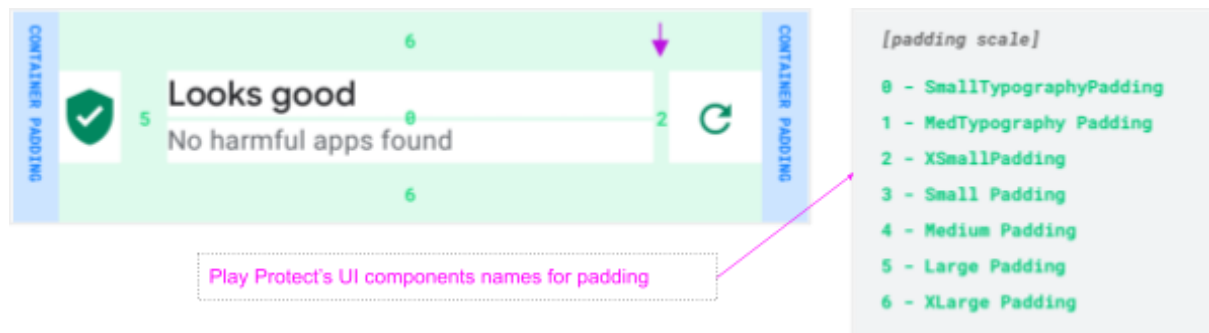 CONTAINER PADDING
6
5
Looks good
0
No harmful apps found
2
6
CONTAINER PADDING
Play Protect's UI components names for padding
[padding scale]
0 - SmallTypographyPadding
1 - MedTypography Padding
2 - XSmallPadding
3 - Small Padding
4 - Medium Padding
5 - Large Padding
6 - XLarge Padding